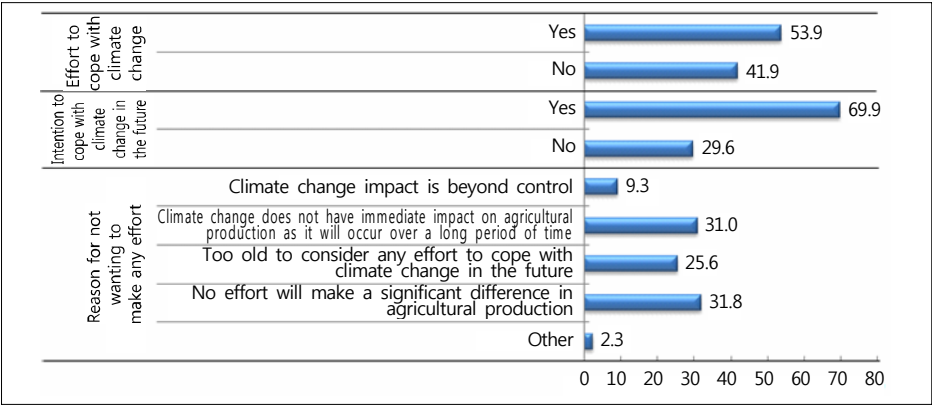 Effort to
cope with
climate
change
Yes 53.9
No 41.9
Intention to
cope with
climate
change in
the future
Yes 69.9
No 29.6
Reason for not
wanting to
make any effort
Climate change impact is beyond control 9.3
Climate change does not have immediate impact on agricultural
production as it will occur over a long period of time 31.0
Too old to consider any effort to cope with
climate change in the future 25.6
No effort will make a significant difference in
agricultural production 31.8
Other 2.3
0 10 20 30 40 50 60 70 80